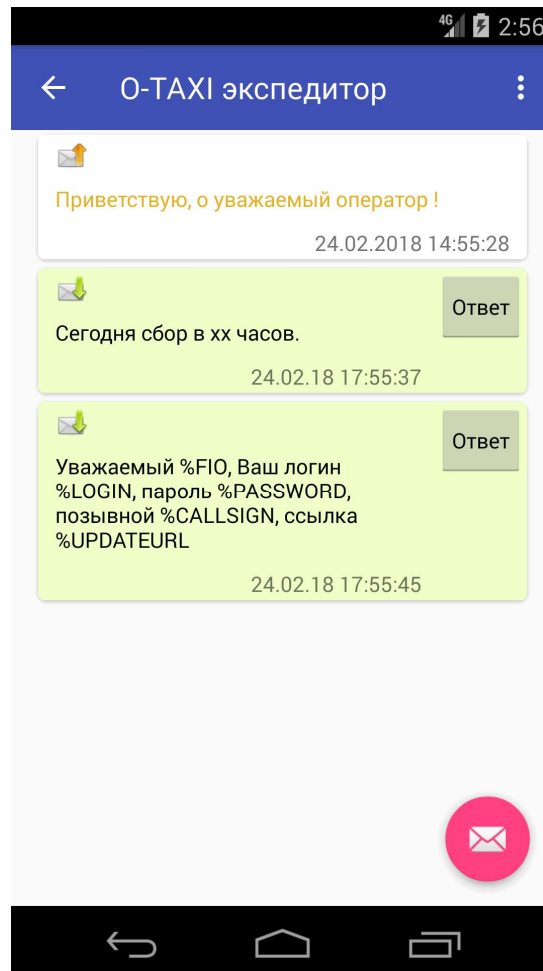 4G 2:56
O-TAXI экспедитор
Приветствую, о уважаемый оператор !
24.02.2018 14:55:28
Ответ
Сегодня сбор в xx часов.
24.02.18 17:55:37
Ответ
Уважаемый %FIO, Ваш логин
%LOGIN, пароль %PASSWORD,
позывной %CALLSIGN, ссылка
%UPDATEURL
24.02.18 17:55:45